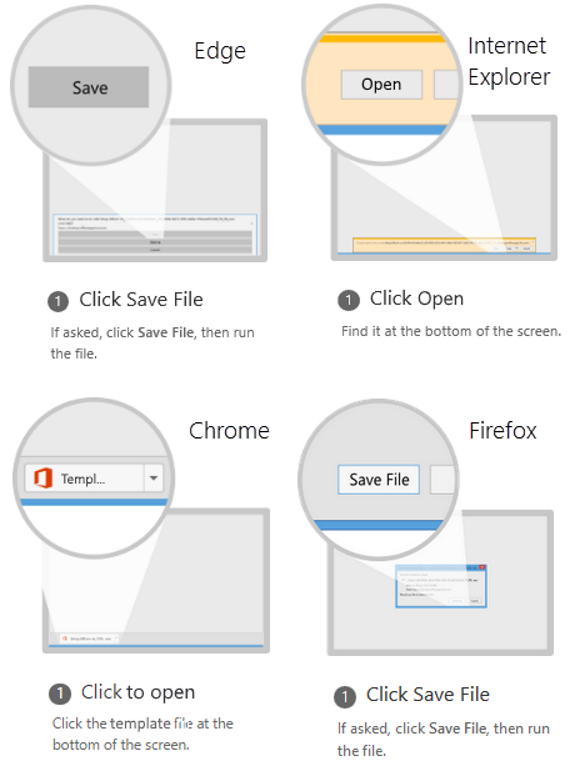 Edge
Save
1 Click Save File
If asked, click Save File, then run
the file.
Internet
Explorer
Open
1 Click Open
Find it at the bottom of the screen.
Chrome
Templ...
1 Click to open
Click the template file at the
bottom of the screen.
Firefox
Save File
1 Click Save File
If asked, click Save File, then run
the file.